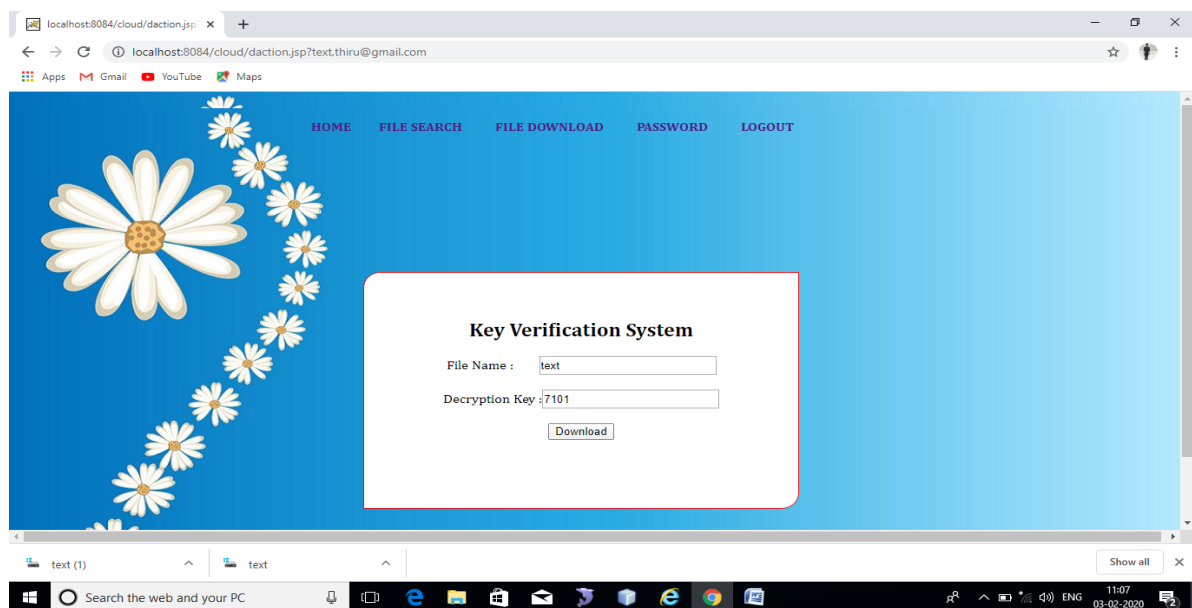 localhost:8084/cloud/daction.jsp
localhost:8084/cloud/daction.jsp?text,thiru@gmail.com
Apps Gmail YouTube Maps
HOME FILE SEARCH FILE DOWNLOAD PASSWORD LOGOUT
Key Verification System
File Name : text
Decryption Key : 7101
Download
text (1) text Show all
Search the web and your PC ENG 11:07
03-02-2020 2